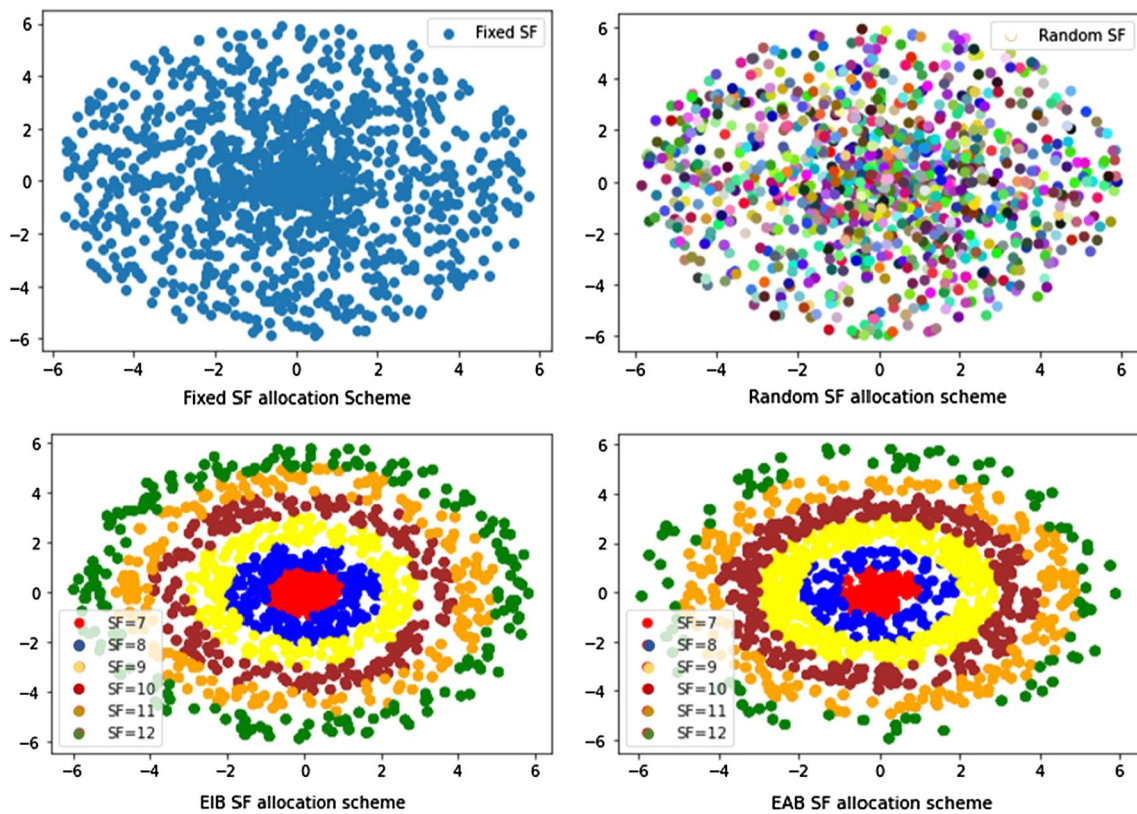 Fixed SF
6
4
2
0
−2
−4
−6
−6 −4 −2 0 2 4 6
Fixed SF allocation Scheme
Random SF
6
4
2
0
−2
−4
−6
−6 −4 −2 0 2 4 6
Random SF allocation scheme
6
4
2
0
−2
−4
−6
SF=7
SF=8
SF=9
SF=10
SF=11
SF=12
−6 −4 −2 0 2 4 6
EIB SF allocation scheme
6
4
2
0
−2
−4
−6
SF=7
SF=8
SF=9
SF=10
SF=11
SF=12
−6 −4 −2 0 2 4 6
EAB SF allocation scheme